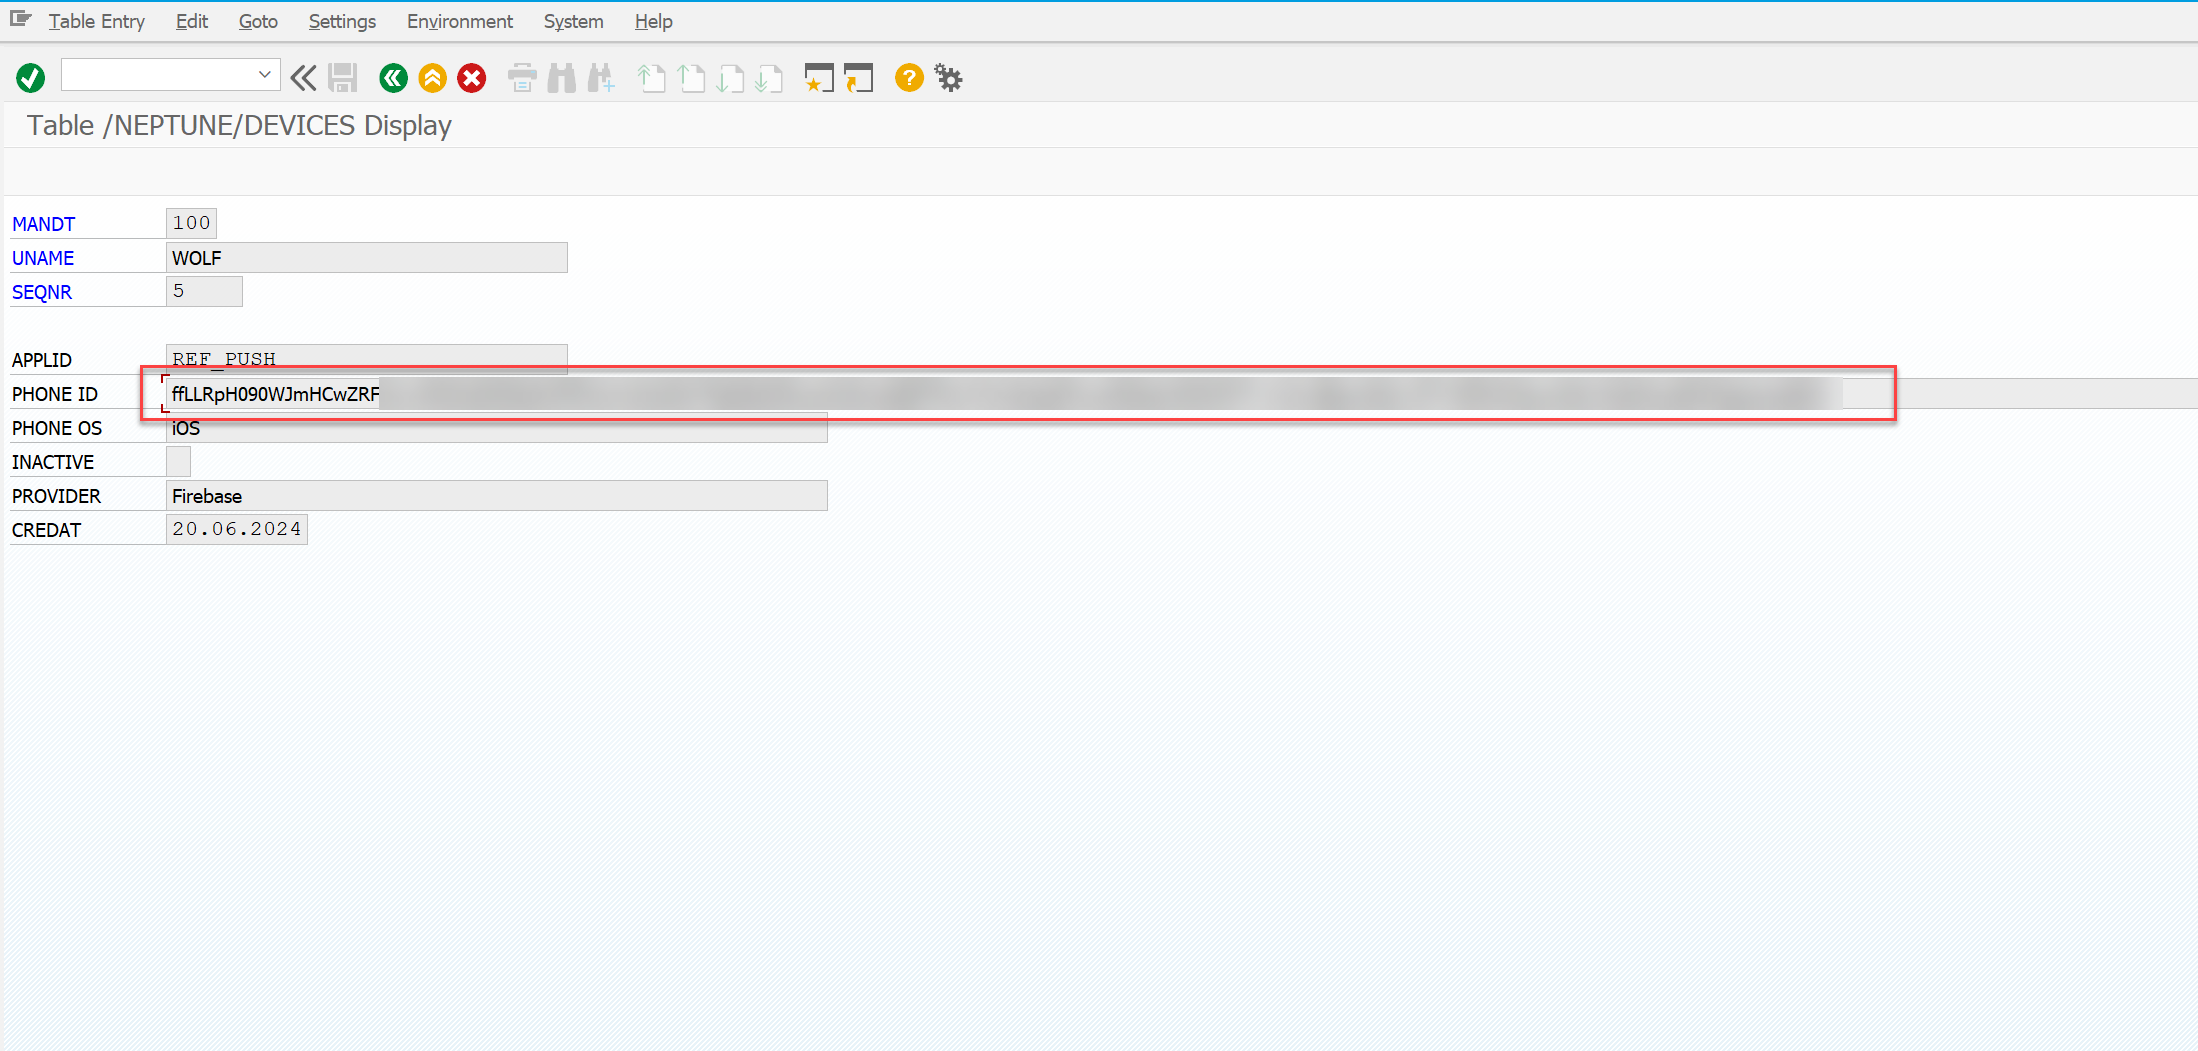 Table Entry Edit Goto Settings Environment System Help
Table /NEPTUNE/DEVICES Display
MANDT 100
UNAME WOLF
SEQNR 5
APPLID REF_PUSH
PHONE ID ffLLRpH090WJmHCwZRF
PHONE OS iOS
INACTIVE
PROVIDER Firebase
CREDAT 20.06.2024